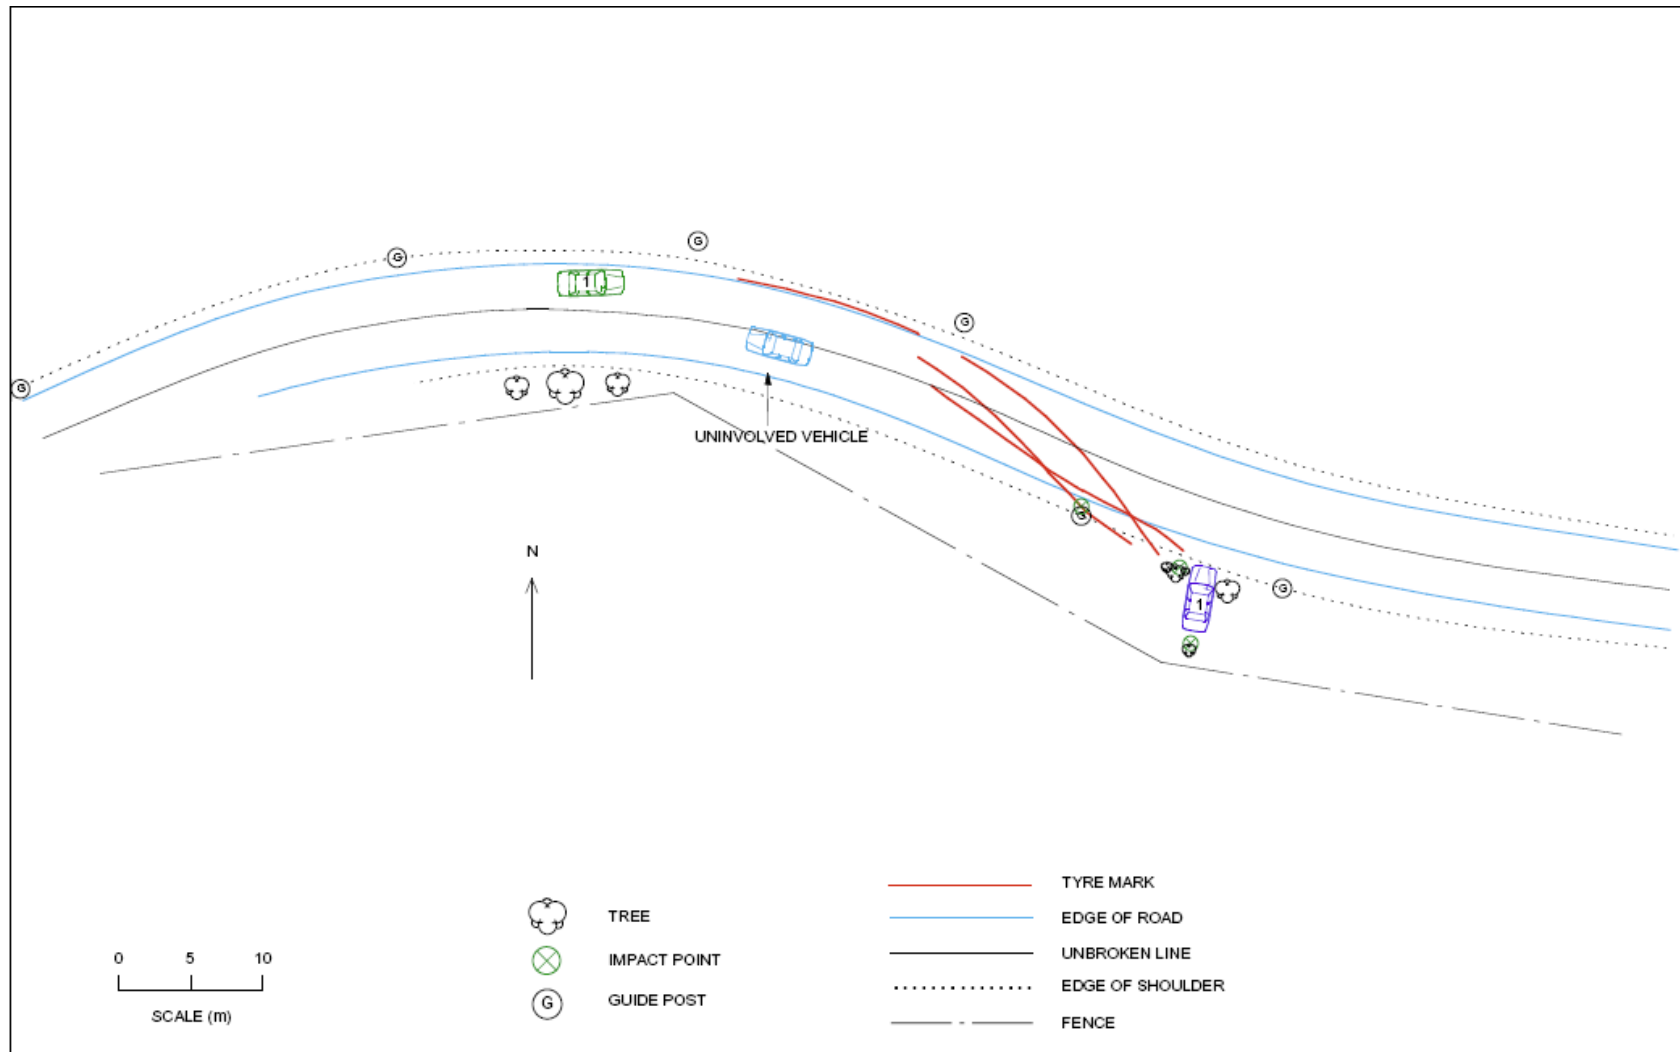 G
G
G
G
1
UNINVOLVED VEHICLE
G
N
1
G
TREE
IMPACT POINT
G
GUIDE POST
TYRE MARK
EDGE OF ROAD
UNBROKEN LINE
EDGE OF SHOULDER
FENCE
0 5 10
SCALE (m)